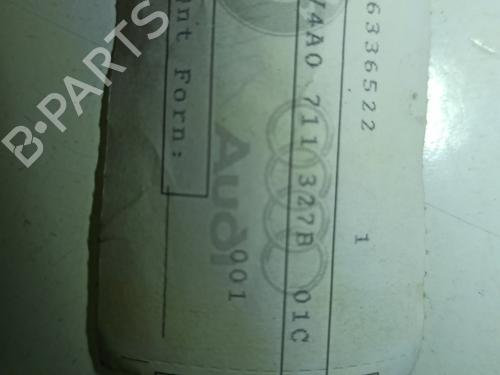 6336522
1
/4A0 711 327B 01C
Audi
001
nt Forn:
B-PARTS